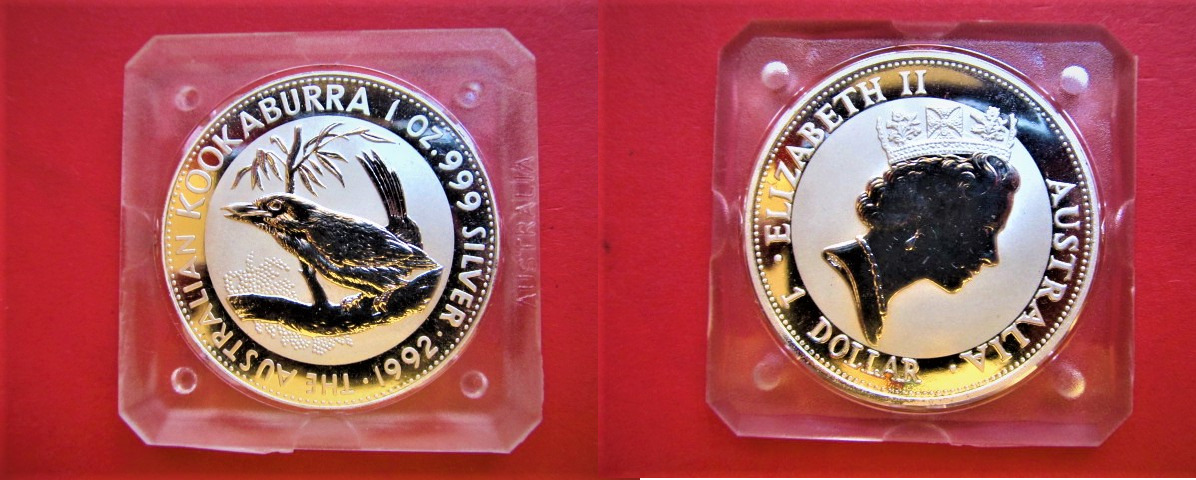 THE AUSTRALIAN KOOKABURRA 1 OZ. 999 SILVER · 1992 ·
AUSTRALIA
· ELIZABETH II
AUSTRALIA ·
1 DOLLAR